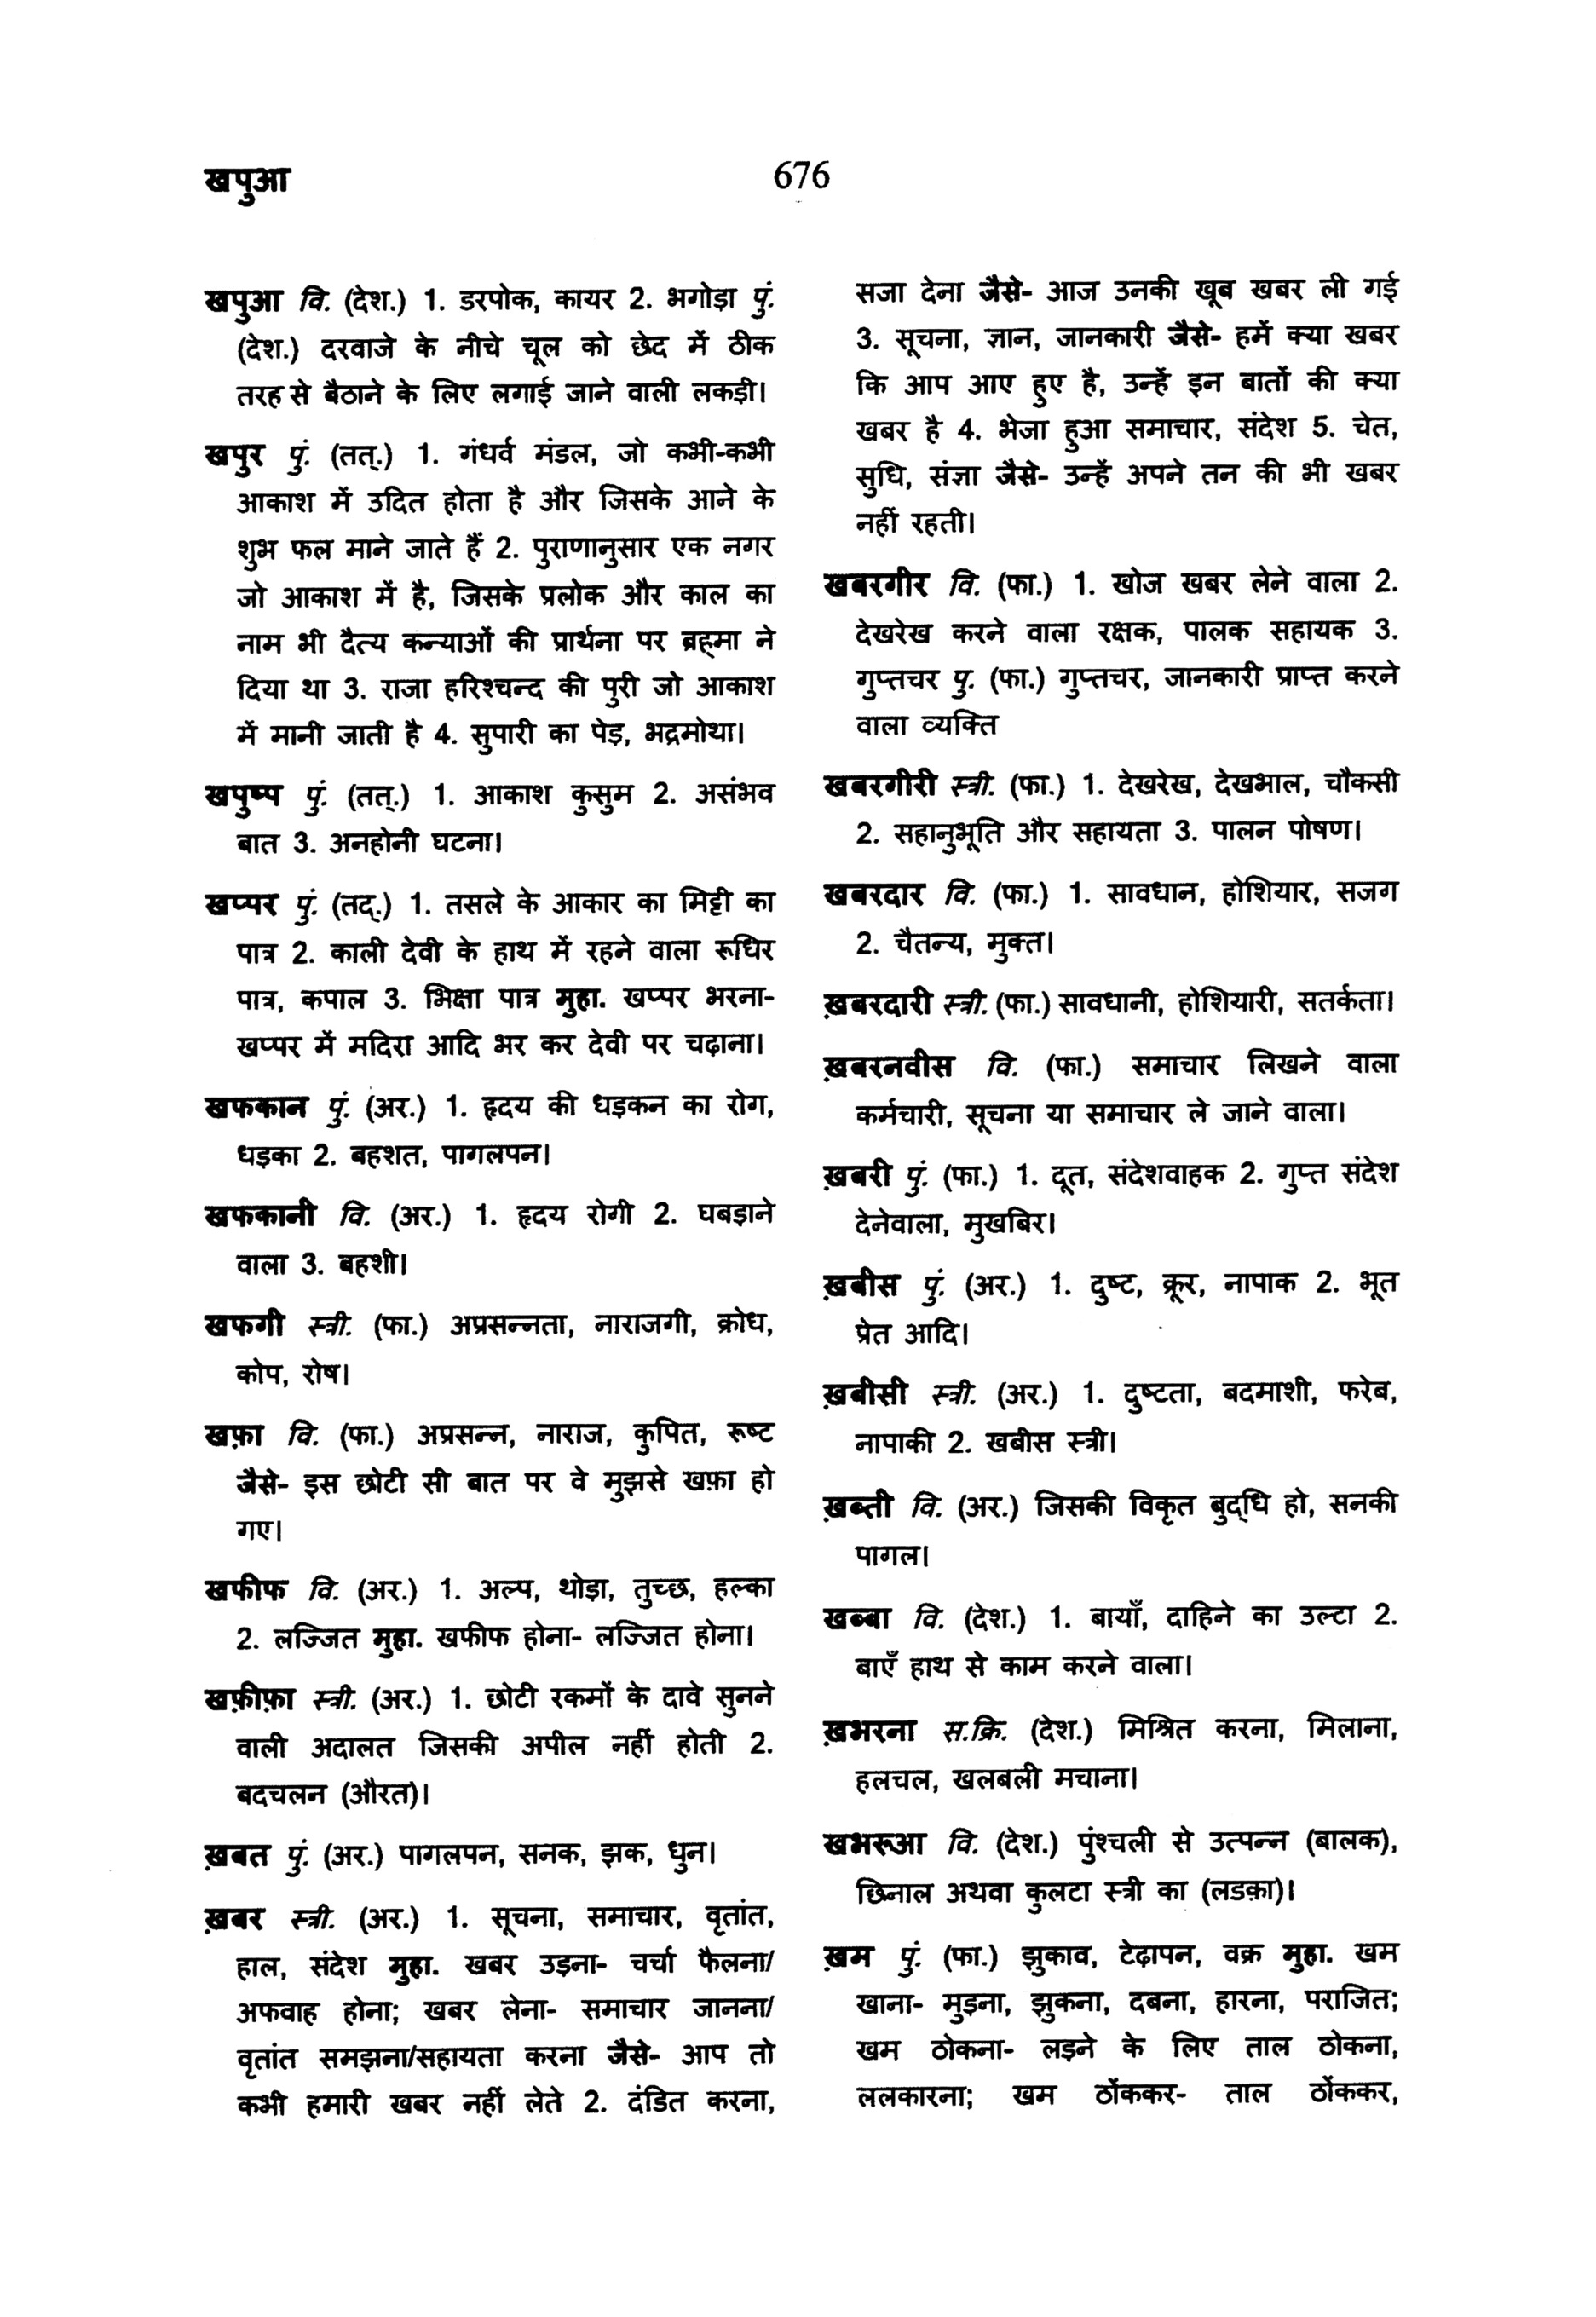 खपुआ
676
खपुआ वि. (देश.) 1. डरपोक, कायर 2. भगोड़ा पुं.
(देश.) दरवाजे के नीचे चूल को छेद में ठीक
तरह से बैठाने के लिए लगाई जाने वाली लकड़ी।
खपुर पुं. (तत्.) 1. गंधर्व मंडल, जो कभी-कभी
आकाश में उदित होता है और जिसके आने के
शुभ फल माने जाते हैं 2. पुराणानुसार एक नगर
जो आकाश में है, जिसके प्रलोक और काल का
नाम भी दैत्य कन्याओं की प्रार्थना पर ब्रह्‍मा ने
दिया था 3. राजा हरिश्चन्द की पुरी जो आकाश
में मानी जाती है 4. सुपारी का पेड़, भद्रमोथा।
खपुष्प पुं. (तत्.) 1. आकाश कुसुम 2. असंभव
बात 3. अनहोनी घटना।
खप्पर पुं. (तद्.) 1. तसले के आकार का मिट्टी का
पात्र 2. काली देवी के हाथ में रहने वाला रूधिर
पात्र, कपाल 3. भिक्षा पात्र मुहा. खप्पर भरना-
खप्पर में मदिरा आदि भर कर देवी पर चढ़ाना।
खफकान पुं. (अर.) 1. हृदय की धड़कन का रोग,
धड़का 2. बहशत, पागलपन।
खफकानी वि. (अर.) 1. हृदय रोगी 2. घबड़ाने
वाला 3. बहशी।
खफगी स्त्री. (फा.) अप्रसन्नता, नाराजगी, क्रोध,
कोप, रोष।
खफ़ा वि. (फा.) अप्रसन्न, नाराज, कुपित, रूष्ट
जैसे- इस छोटी सी बात पर वे मुझसे खफ़ा हो
गए।
खफीफ वि. (अर.) 1. अल्प, थोड़ा, तुच्छ, हल्का
2. लज्जित मुहा. खफीफ होना- लज्जित होना।
खफ़ीफ़ा स्त्री. (अर.) 1. छोटी रकमों के दावे सुनने
वाली अदालत जिसकी अपील नहीं होती 2.
बदचलन (औरत)।
ख़बत पुं. (अर.) पागलपन, सनक, झक, धुन।
ख़बर स्त्री. (अर.) 1. सूचना, समाचार, वृतांत,
हाल, संदेश मुहा. खबर उड़ना- चर्चा फैलना/
अफवाह होना; खबर लेना- समाचार जानना/
वृतांत समझना/सहायता करना जैसे- आप तो
कभी हमारी खबर नहीं लेते 2. दंडित करना,
सजा देना जैसे- आज उनकी खूब खबर ली गई
3. सूचना, ज्ञान, जानकारी जैसे- हमें क्या खबर
कि आप आए हुए है, उन्हें इन बातों की क्या
खबर है 4. भेजा हुआ समाचार, संदेश 5. चेत,
सुधि, संज्ञा जैसे- उन्हें अपने तन की भी खबर
नहीं रहती।
खबरगीर वि. (फा.) 1. खोज खबर लेने वाला 2.
देखरेख करने वाला रक्षक, पालक सहायक 3.
गुप्तचर पु. (फा.) गुप्तचर, जानकारी प्राप्त करने
वाला व्यक्ति
खबरगीरी स्त्री. (फा.) 1. देखरेख, देखभाल, चौकसी
2. सहानुभूति और सहायता 3. पालन पोषण।
खबरदार वि. (फा.) 1. सावधान, होशियार, सजग
2. चैतन्य, मुक्त।
ख़बरदारी स्त्री. (फा.) सावधानी, होशियारी, सतर्कता।
ख़बरनवीस वि. (फा.) समाचार लिखने वाला
कर्मचारी, सूचना या समाचार ले जाने वाला।
ख़बरी पुं. (फा.) 1. दूत, संदेशवाहक 2. गुप्त संदेश
देनेवाला, मुखबिर।
ख़बीस पुं. (अर.) 1. दुष्ट, क्रूर, नापाक 2. भूत
प्रेत आदि।
ख़बीसी स्त्री. (अर.) 1. दुष्टता, बदमाशी, फरेब,
नापाकी 2. खबीस स्त्री।
ख़ब्ती वि. (अर.) जिसकी विकृत बुद्‍धि हो, सनकी
पागल।
खब्बा वि. (देश.) 1. बायाँ, दाहिने का उल्टा 2.
बाएँ हाथ से काम करने वाला।
ख़भरना स.क्रि. (देश.) मिश्रित करना, मिलाना,
हलचल, खलबली मचाना।
खभरूआ वि. (देश.) पुंश्चली से उत्पन्न (बालक),
छिनाल अथवा कुलटा स्त्री का (लडक़ा)।
ख़म पुं. (फा.) झुकाव, टेढ़ापन, वक्र मुहा. खम
खाना- मुड़ना, झुकना, दबना, हारना, पराजित;
खम ठोकना- लड़ने के लिए ताल ठोकना,
ललकारना; खम ठोंककर- ताल ठोंककर,